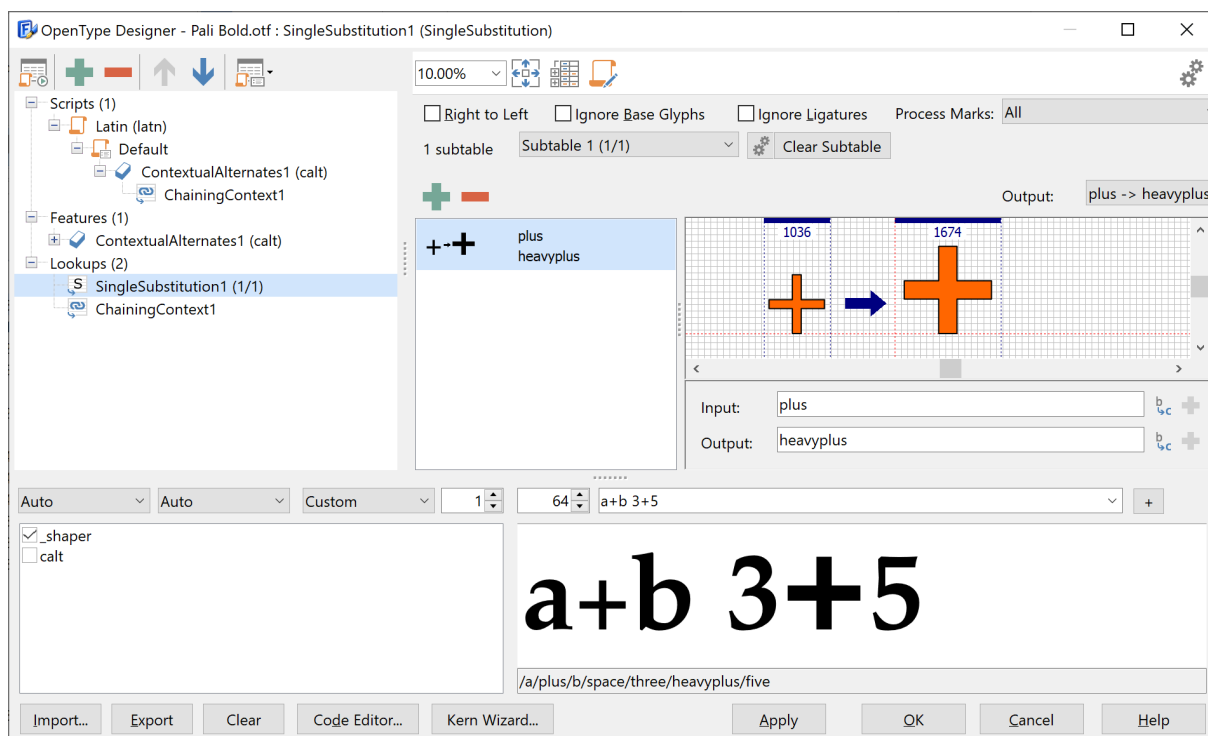 OpenType Designer - Pali Bold.otf : SingleSubstitution1 (SingleSubstitution)
10.00%
Scripts (1)
Latin (latn)
Default
ContextualAlternates1 (calt)
ChainingContext1
Features (1)
ContextualAlternates1 (calt)
Lookups (2)
S SingleSubstitution1 (1/1)
ChainingContext1
Right to Left Ignore Base Glyphs Ignore Ligatures Process Marks: All
1 subtable Subtable 1 (1/1) Clear Subtable
Output: plus -> heavyplus
+→+ plus
heavyplus
1036 1674
Input: plus b c
Output: heavyplus b c
Auto Auto Custom 1 64 a+b 3+5 +
_shaper
calt
a+b 3+5
/a/plus/b/space/three/heavyplus/five
Import... Export Clear Code Editor... Kern Wizard... Apply OK Cancel Help